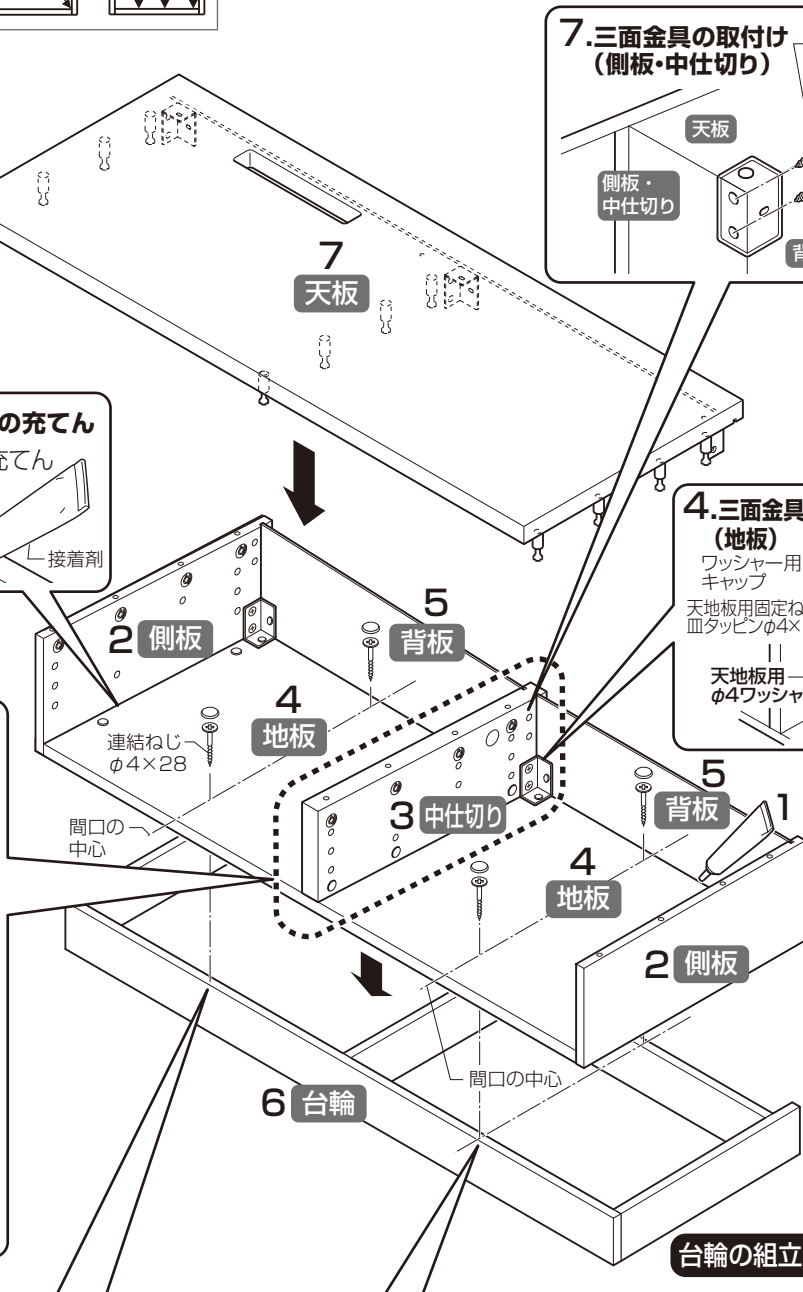 7.三面金具の取付け
(側板・中仕切り)
天板
側板・
中仕切り
背
7
天板
の充てん
充てん
接着剤
4.三面金具
(地板)
ワッシャー用
キャップ
天地板用固定ね
皿タッピンφ4×
天地板用
φ4ワッシャ
2 側板
5
背板
4
地板
連結ねじ
φ4×28
間口の
中心
3 中仕切り
5
背板
1
4
地板
2 側板
間口の中心
6 台輪
台輪の組立